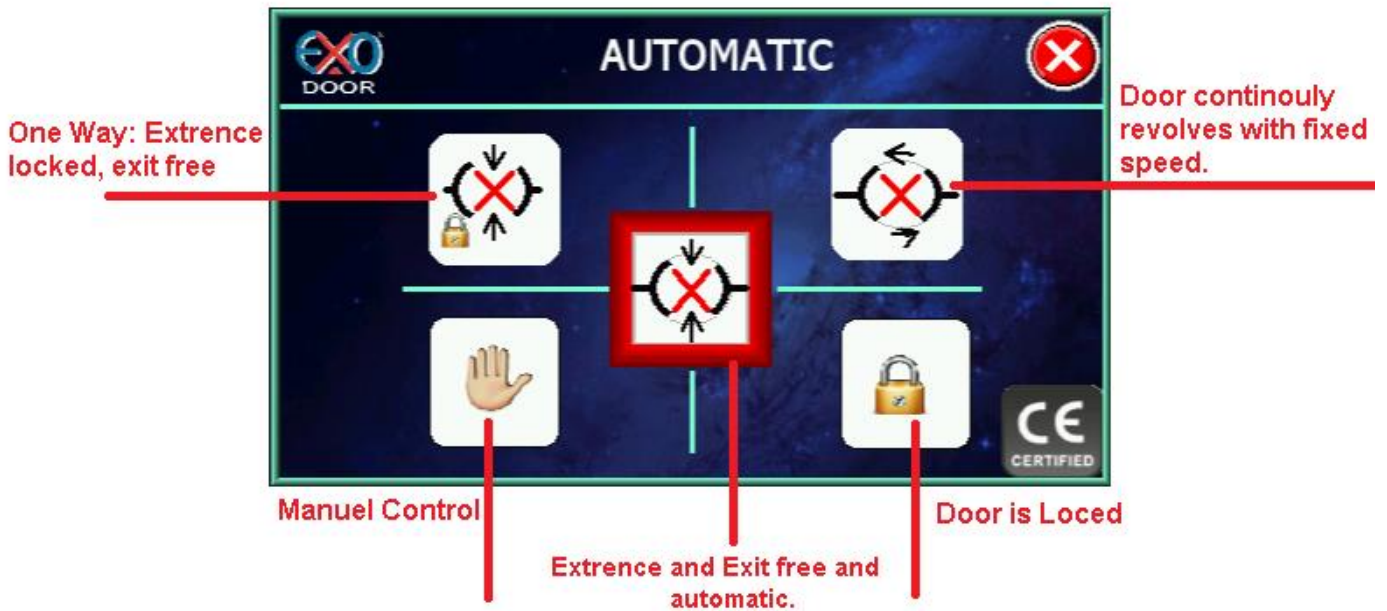 EXO
DOOR
AUTOMATIC
One Way: Extrence
locked, exit free
Door continouly
revolves with fixed
speed.
CE
CERTIFIED
Manuel Control
Door is Loced
Extrence and Exit free and
automatic.